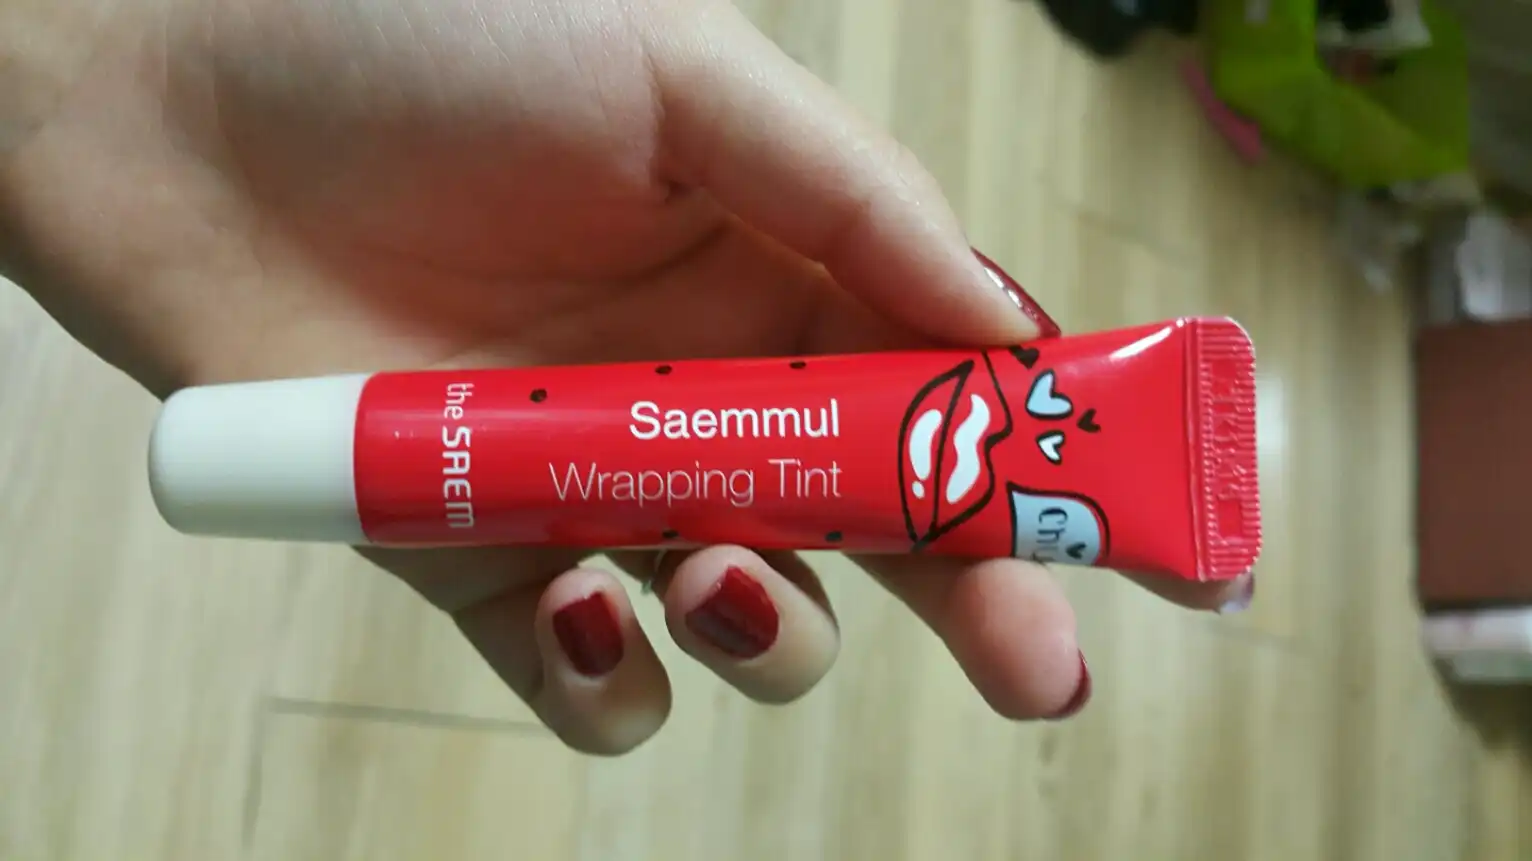 the SAEM
Saemmul
Wrapping Tint